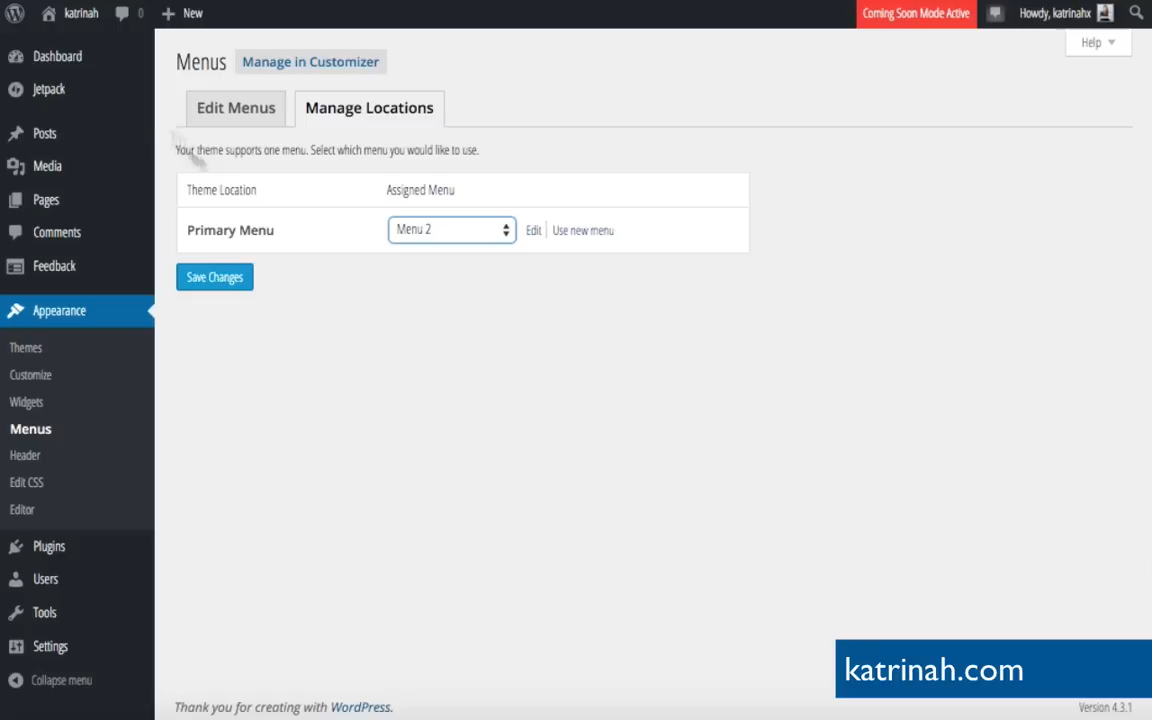 katrinah 0 New Coming Soon Mode Active Howdy, katrinahx
Help
Menus Manage in Customizer
Edit Menus Manage Locations
Your theme supports one menu. Select which menu you would like to use.
Theme Location Assigned Menu
Primary Menu Menu 2 Edit | Use new menu
Save Changes
Dashboard
Jetpack
Posts
Media
Pages
Comments
Feedback
Appearance
Themes
Customize
Widgets
Menus
Header
Edit CSS
Editor
Plugins
Users
Tools
Settings
Collapse menu
katrinah.com
Thank you for creating with WordPress. Version 4.3.1